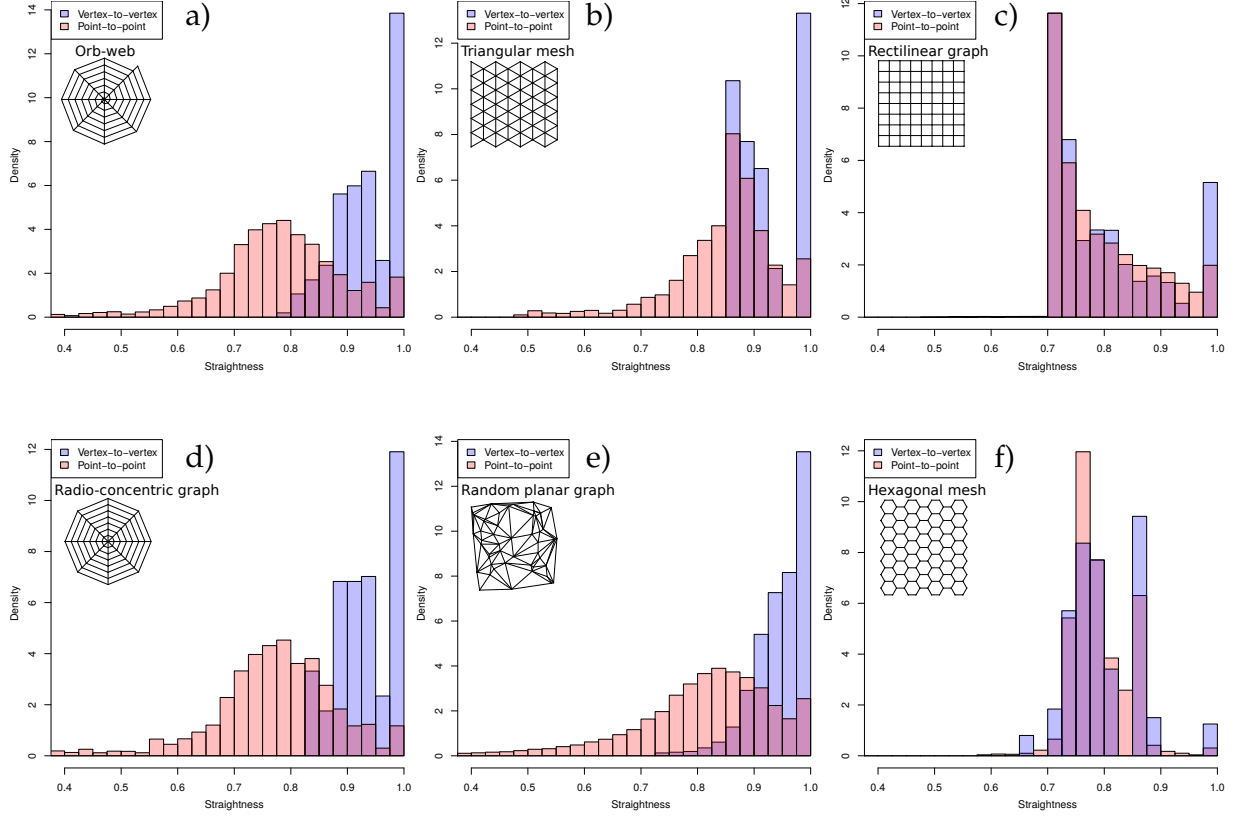 Vertex−to−vertex
Point−to−point
a)
Orb-web
Density
0 2 4 6 8 10 12 14
0.4 0.5 0.6 0.7 0.8 0.9 1.0
Straightness
Vertex−to−vertex
Point−to−point
b)
Triangular mesh
Density
0 2 4 6 8 10 12
0.4 0.5 0.6 0.7 0.8 0.9 1.0
Straightness
Vertex−to−vertex
Point−to−point
c)
Rectilinear graph
Density
0 2 4 6 8 10 12
0.4 0.5 0.6 0.7 0.8 0.9 1.0
Straightness
Vertex−to−vertex
Point−to−point
d)
Radio-concentric graph
Density
0 2 4 6 8 10 12
0.4 0.5 0.6 0.7 0.8 0.9 1.0
Straightness
Vertex−to−vertex
Point−to−point
e)
Random planar graph
Density
0 2 4 6 8 10 12 14
0.4 0.5 0.6 0.7 0.8 0.9 1.0
Straightness
Vertex−to−vertex
Point−to−point
f)
Hexagonal mesh
Density
0 2 4 6 8 10 12
0.4 0.5 0.6 0.7 0.8 0.9 1.0
Straightness